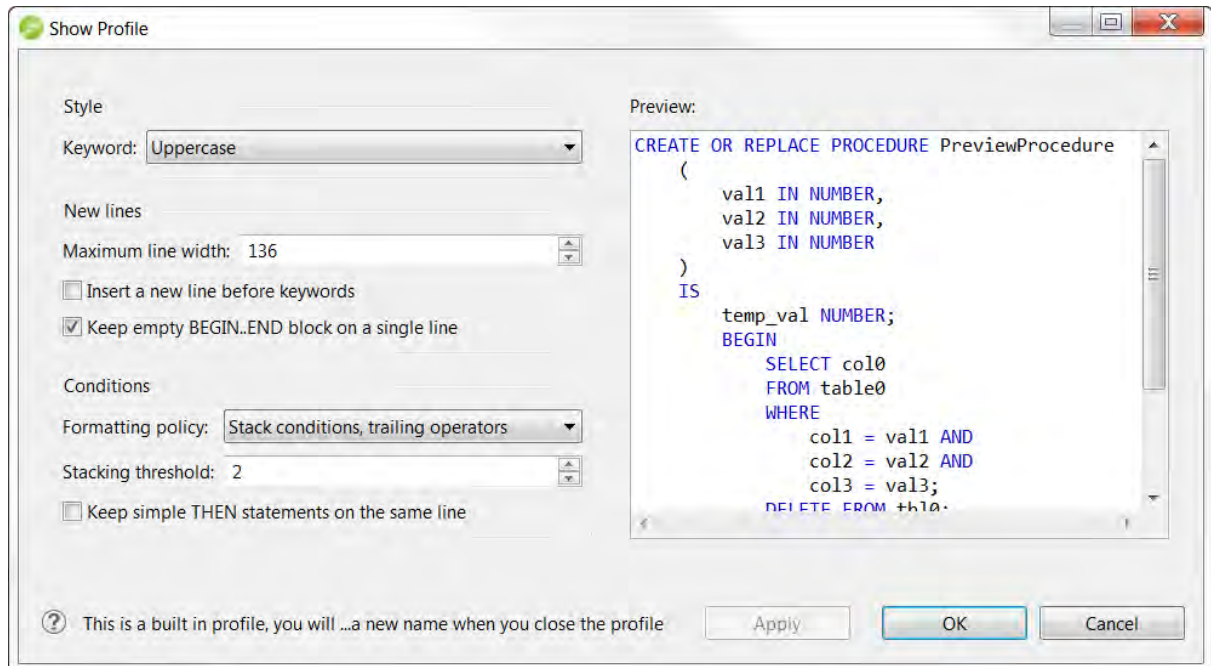 Show Profile
Style
Keyword: Uppercase
New lines
Maximum line width: 136
Insert a new line before keywords
Keep empty BEGIN..END block on a single line
Conditions
Formatting policy: Stack conditions, trailing operators
Stacking threshold: 2
Keep simple THEN statements on the same line
Preview:
CREATE OR REPLACE PROCEDURE PreviewProcedure
(
val1 IN NUMBER,
val2 IN NUMBER,
val3 IN NUMBER
)
IS
temp_val NUMBER;
BEGIN
SELECT col0
FROM table0
WHERE
col1 = val1 AND
col2 = val2 AND
col3 = val3;
DELETE FROM tbl0;
This is a built in profile, you will ...a new name when you close the profile
Apply
OK
Cancel